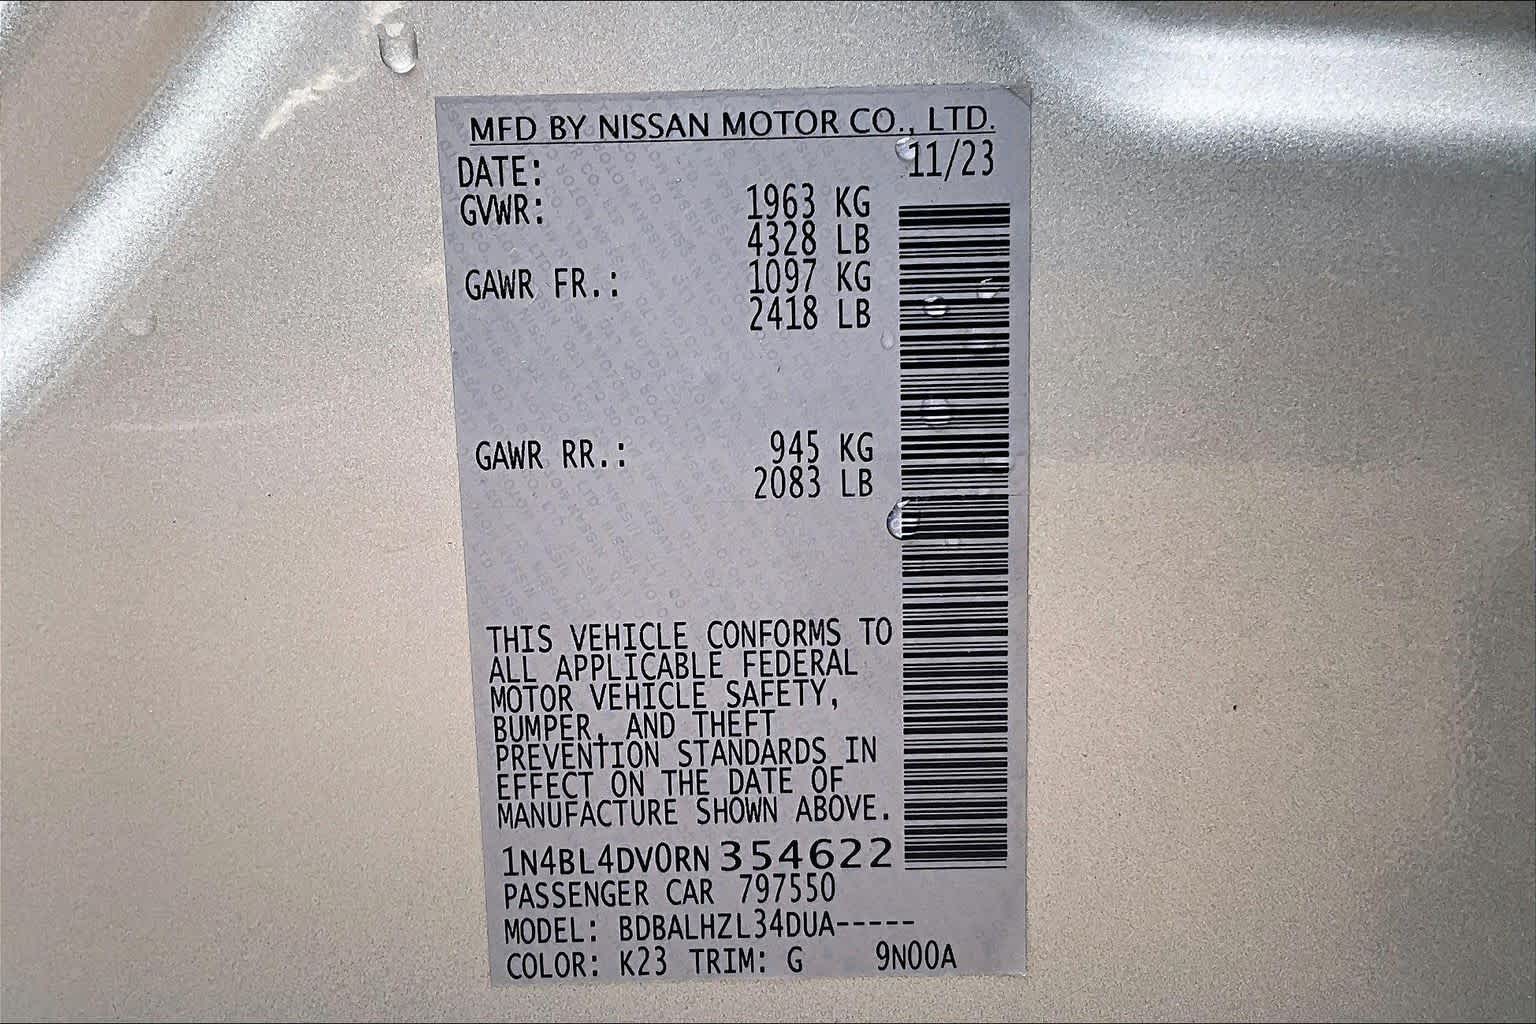 MFD BY NISSAN MOTOR CO., LTD.
DATE: 11/23
GVWR: 1963 KG
4328 LB
GAWR FR.: 1097 KG
2418 LB
GAWR RR.: 945 KG
2083 LB
THIS VEHICLE CONFORMS TO
ALL APPLICABLE FEDERAL
MOTOR VEHICLE SAFETY,
BUMPER, AND THEFT
PREVENTION STANDARDS IN
EFFECT ON THE DATE OF
MANUFACTURE SHOWN ABOVE.
1N4BL4DV0RN354622
PASSENGER CAR 797550
MODEL: BDBALHZL34DUA-----
COLOR: K23 TRIM: G 9N00A